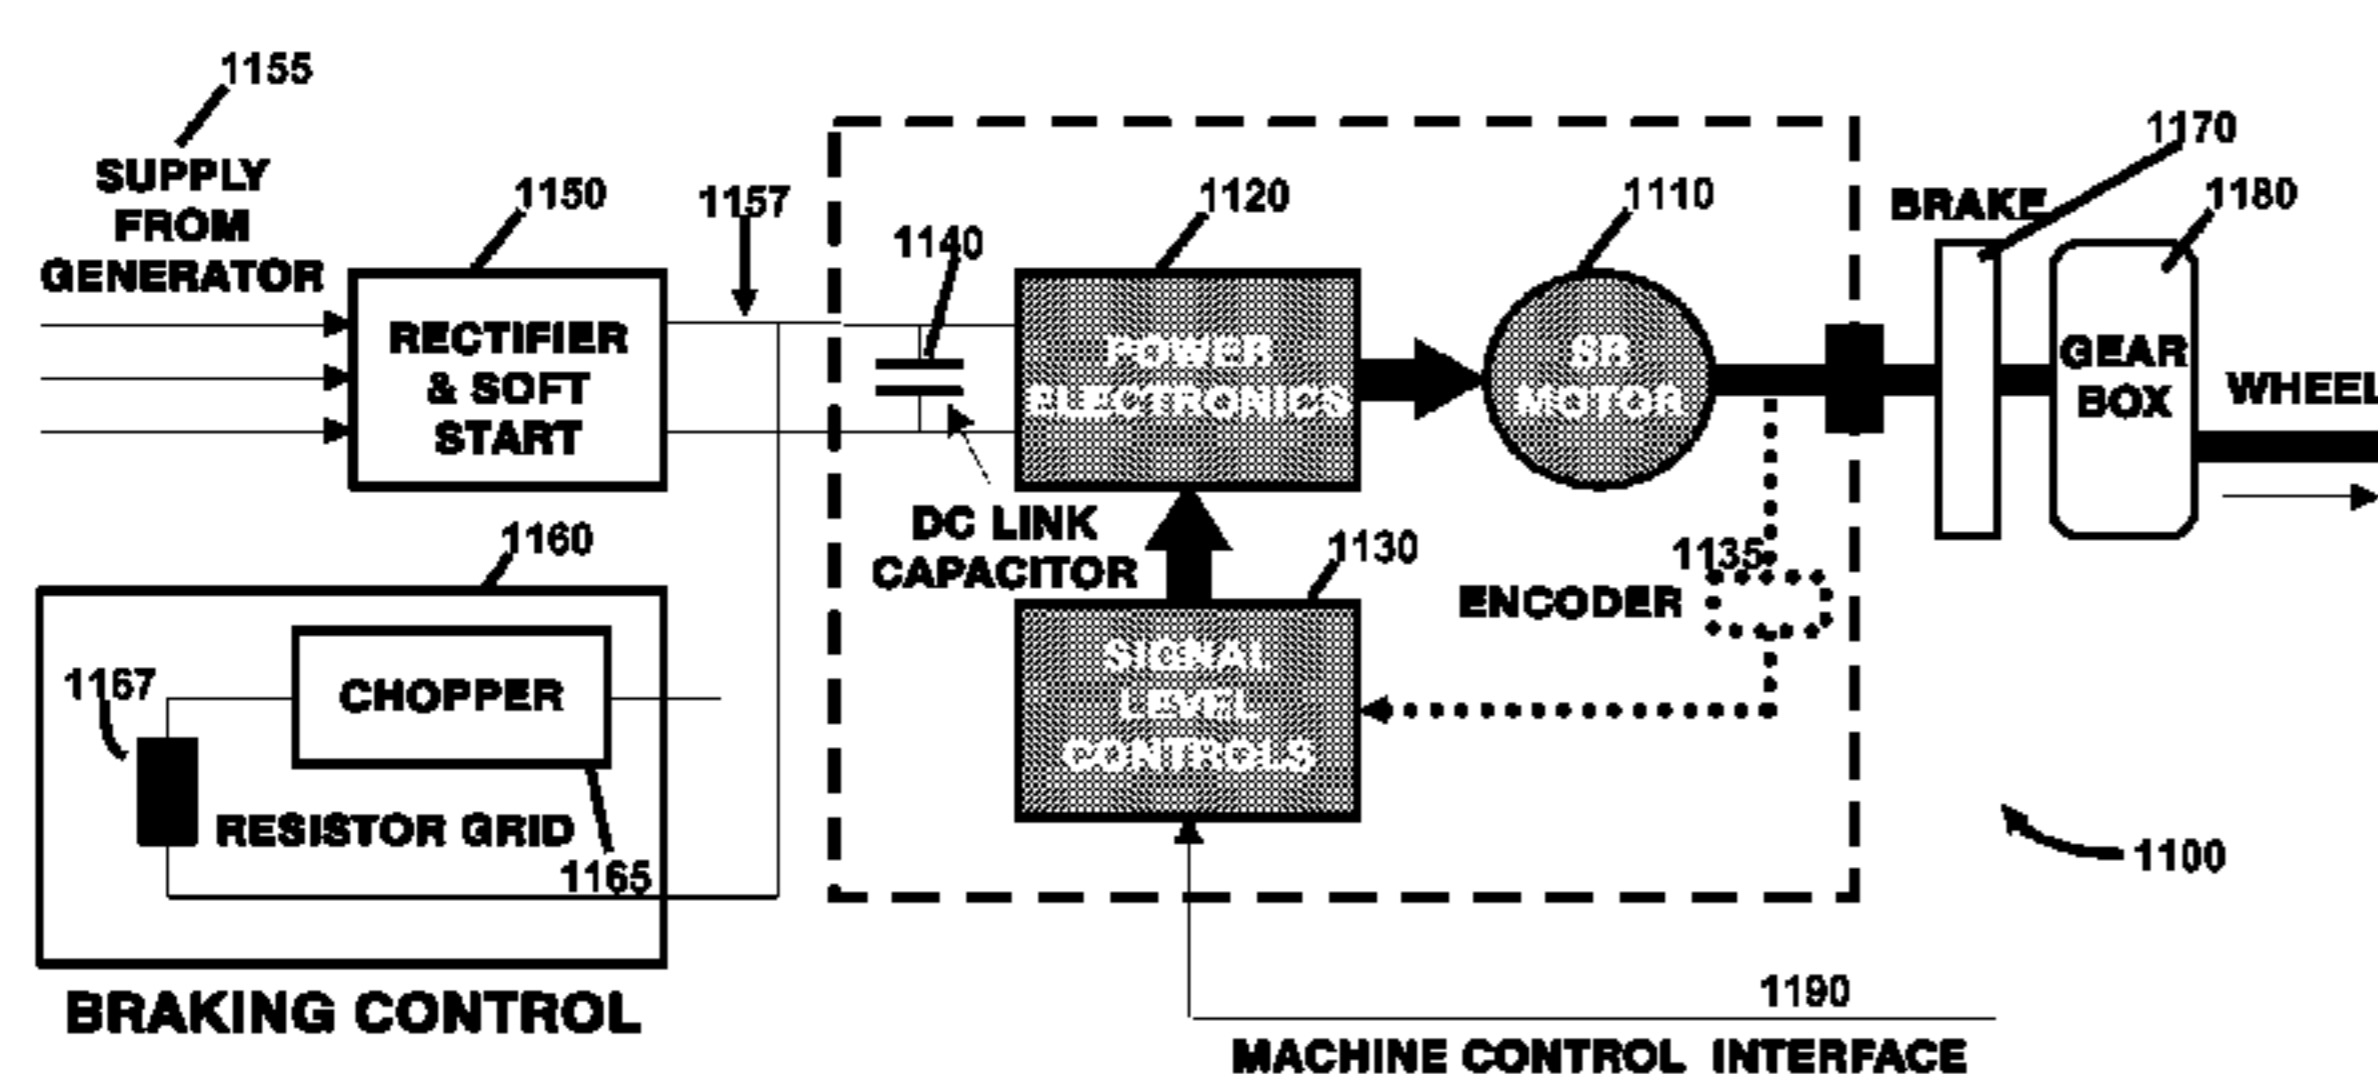 1155
SUPPLY
FROM
GENERATOR
1150
RECTIFIER
& SOFT
START
1157
1140
DC LINK
CAPACITOR
1120
POWER
ELECTRONICS
1110
SR
MOTOR
1170
BRAKE
1180
GEAR
BOX
WHEEL
1160
1167
CHOPPER
RESISTOR GRID
1165
BRAKING CONTROL
1130
SIGNAL
LEVEL
CONTROLS
1135
ENCODER
1100
1190
MACHINE CONTROL INTERFACE